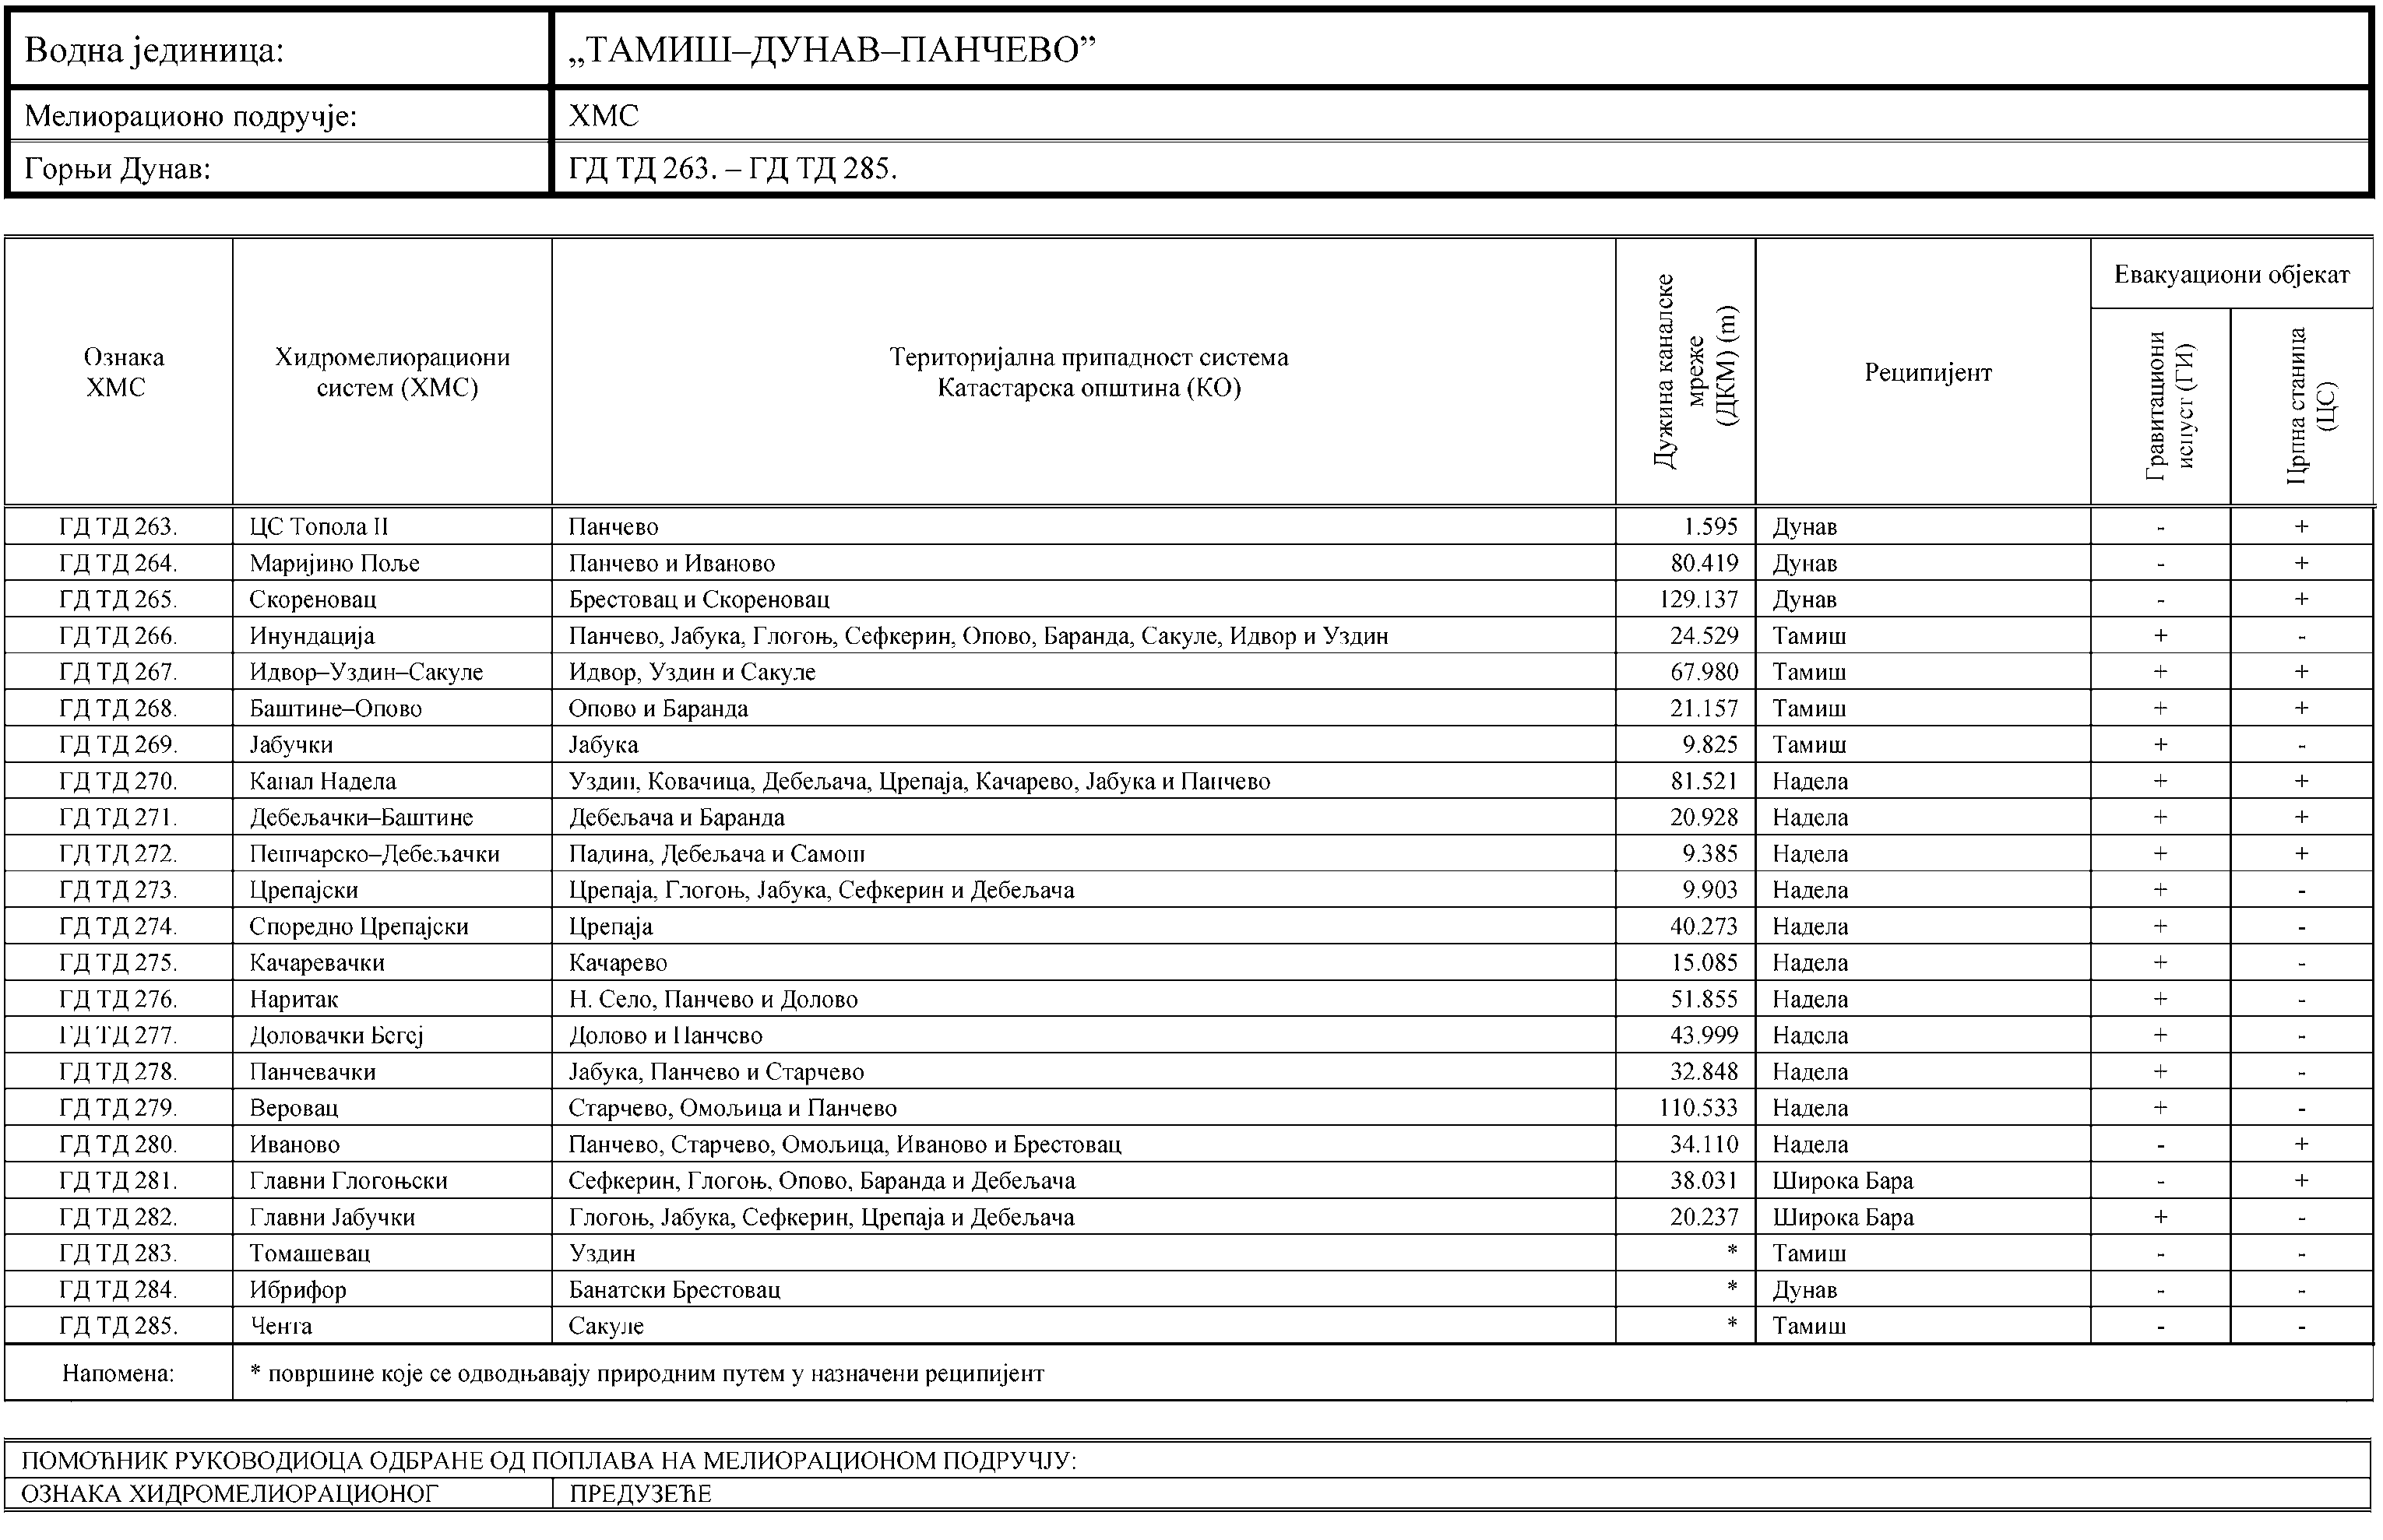 Водна јединица: „ТАМИШ–ДУНАВ–ПАНЧЕВО”
Мелиорационо подручје: ХМС
Горњи Дунав: ГД ТД 263. – ГД ТД 285.
Ознака ХМС
Хидромелиорациони систем (ХМС)
Територијална припадност система
Катастарска општина (КО)
Дужина каналске мреже (ДКМ) (m)
Реципијент
Евакуациони објекат
Гравитациони испуст (ГИ)
Црпна станица (ЦС)
ГД ТД 263. ЦС Топола II Панчево 1.595 Дунав - +
ГД ТД 264. Маријино Поље Панчево и Иваново 80.419 Дунав - +
ГД ТД 265. Скореновац Брестовац и Скореновац 129.137 Дунав - +
ГД ТД 266. Инундација Панчево, Јабука, Глогоњ, Сефкерин, Опово, Баранда, Сакуле, Идвор и Уздин 24.529 Тамиш + -
ГД ТД 267. Идвор–Уздин–Сакуле Идвор, Уздин и Сакуле 67.980 Тамиш + +
ГД ТД 268. Баштине–Опово Опово и Баранда 21.157 Тамиш + +
ГД ТД 269. Јабучки Јабука 9.825 Тамиш + -
ГД ТД 270. Канал Надела Уздин, Ковачица, Дебељача, Црепаја, Качарево, Јабука и Панчево 81.521 Надела + +
ГД ТД 271. Дебељачки–Баштине Дебељача и Баранда 20.928 Надела + +
ГД ТД 272. Пешчарско–Дебељачки Падина, Дебељача и Самош 9.385 Надела + +
ГД ТД 273. Црепајски Црепаја, Глогоњ, Јабука, Сефкерин и Дебељача 9.903 Надела + -
ГД ТД 274. Споредно Црепајски Црепаја 40.273 Надела + -
ГД ТД 275. Качаревачки Качарево 15.085 Надела + -
ГД ТД 276. Наритак Н. Село, Панчево и Долово 51.855 Надела + -
ГД ТД 277. Доловачки Бегеј Долово и Панчево 43.999 Надела + -
ГД ТД 278. Панчевачки Јабука, Панчево и Старчево 32.848 Надела + -
ГД ТД 279. Веровац Старчево, Омољица и Панчево 110.533 Надела + -
ГД ТД 280. Иваново Панчево, Старчево, Омољица, Иваново и Брестовац 34.110 Надела - +
ГД ТД 281. Главни Глогоњски Сефкерин, Глогоњ, Опово, Баранда и Дебељача 38.031 Широка Бара - +
ГД ТД 282. Главни Јабучки Глогоњ, Јабука, Сефкерин, Црепаја и Дебељача 20.237 Широка Бара + -
ГД ТД 283. Томашевац Уздин * Тамиш - -
ГД ТД 284. Ибрифор Банатски Брестовац * Дунав - -
ГД ТД 285. Чента Сакуле * Тамиш - -
Напомена: * површине које се одводњавају природним путем у назначени реципијент
ПОМОЋНИК РУКОВОДИОЦА ОДБРАНЕ ОД ПОПЛАВА НА МЕЛИОРАЦИОНОМ ПОДРУЧЈУ:
ОЗНАКА ХИДРОМЕЛИОРАЦИОНОГ ПРЕДУЗЕЋЕ